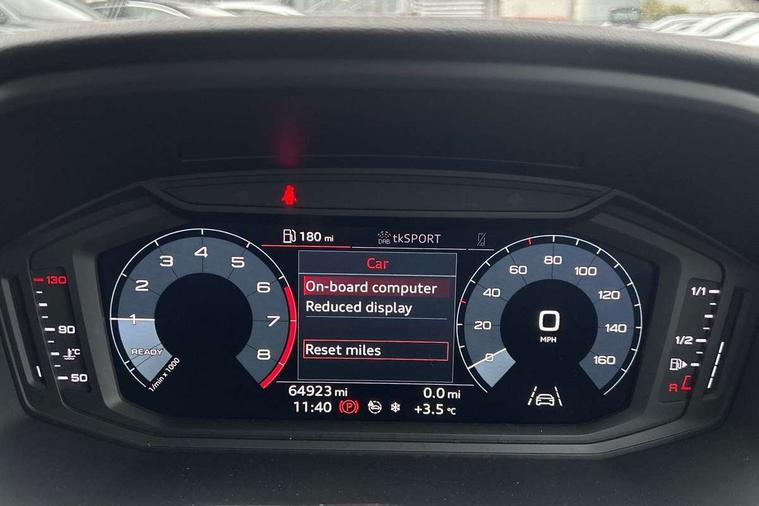 180 mi
DAB tkSPORT
Car
On-board computer
Reduced display
Reset miles
64923 mi 0.0 mi
11:40 P +3.5 °C
1 2 3 4 5 6 7 8
READY
1/min x 1000
0 20 40 60 80 100 120 140 160
0
MPH
130
90
°C
50
1/1
1/2
R